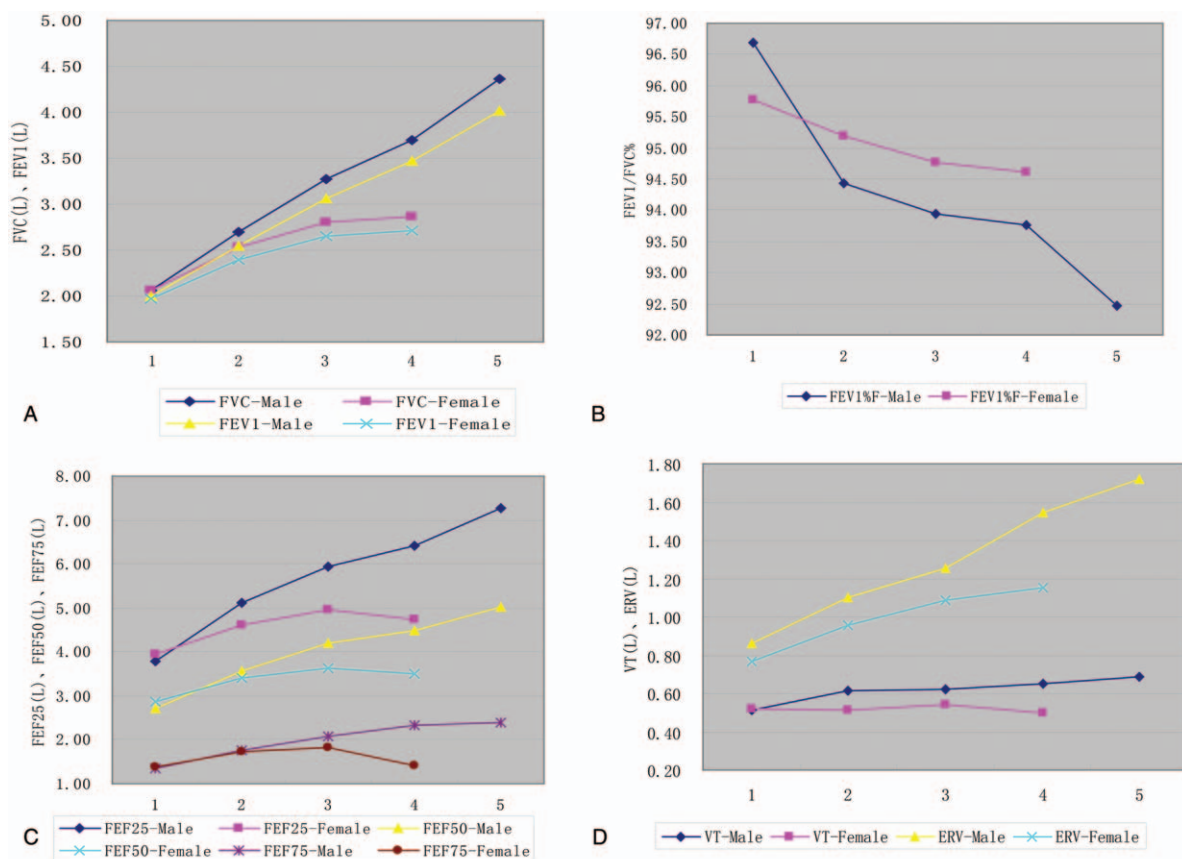 5.00
4.50
4.00
3.50
3.00
2.50
2.00
1.50
FVC(L)、FEV1(L)
1 2 3 4 5
FVC-Male FVC-Female
FEV1-Male FEV1-Female
A
97.00
96.50
96.00
95.50
95.00
94.50
94.00
93.50
93.00
92.50
92.00
FEV1/FVC%
1 2 3 4 5
FEV1%F-Male FEV1%F-Female
B
8.00
7.00
6.00
5.00
4.00
3.00
2.00
1.00
FEF25(L)、FEF50(L)、FEF75(L)
1 2 3 4 5
FEF25-Male FEF25-Female FEF50-Male
FEF50-Female FEF75-Male FEF75-Female
C
1.80
1.60
1.40
1.20
1.00
0.80
0.60
0.40
0.20
VT(L)、ERV(L)
1 2 3 4 5
VT-Male VT-Female ERV-Male ERV-Female
D